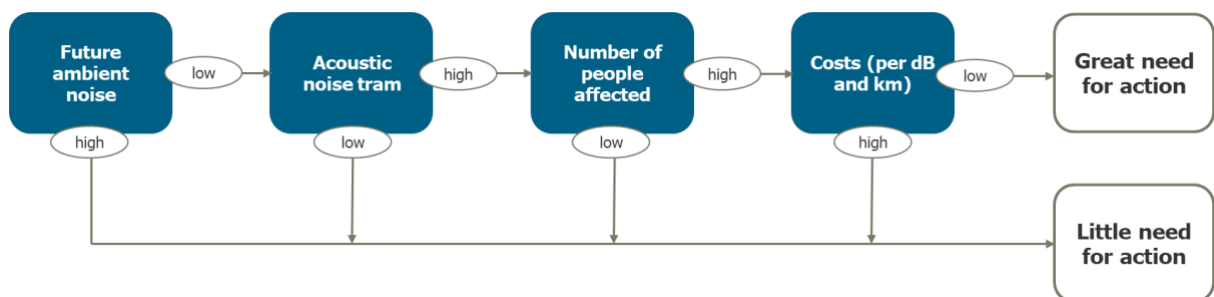 Future
ambient
noise
low
high
Acoustic
noise tram
high
low
Number of
people
affected
high
low
Costs (per dB
and km)
low
high
Great need
for action
Little need
for action